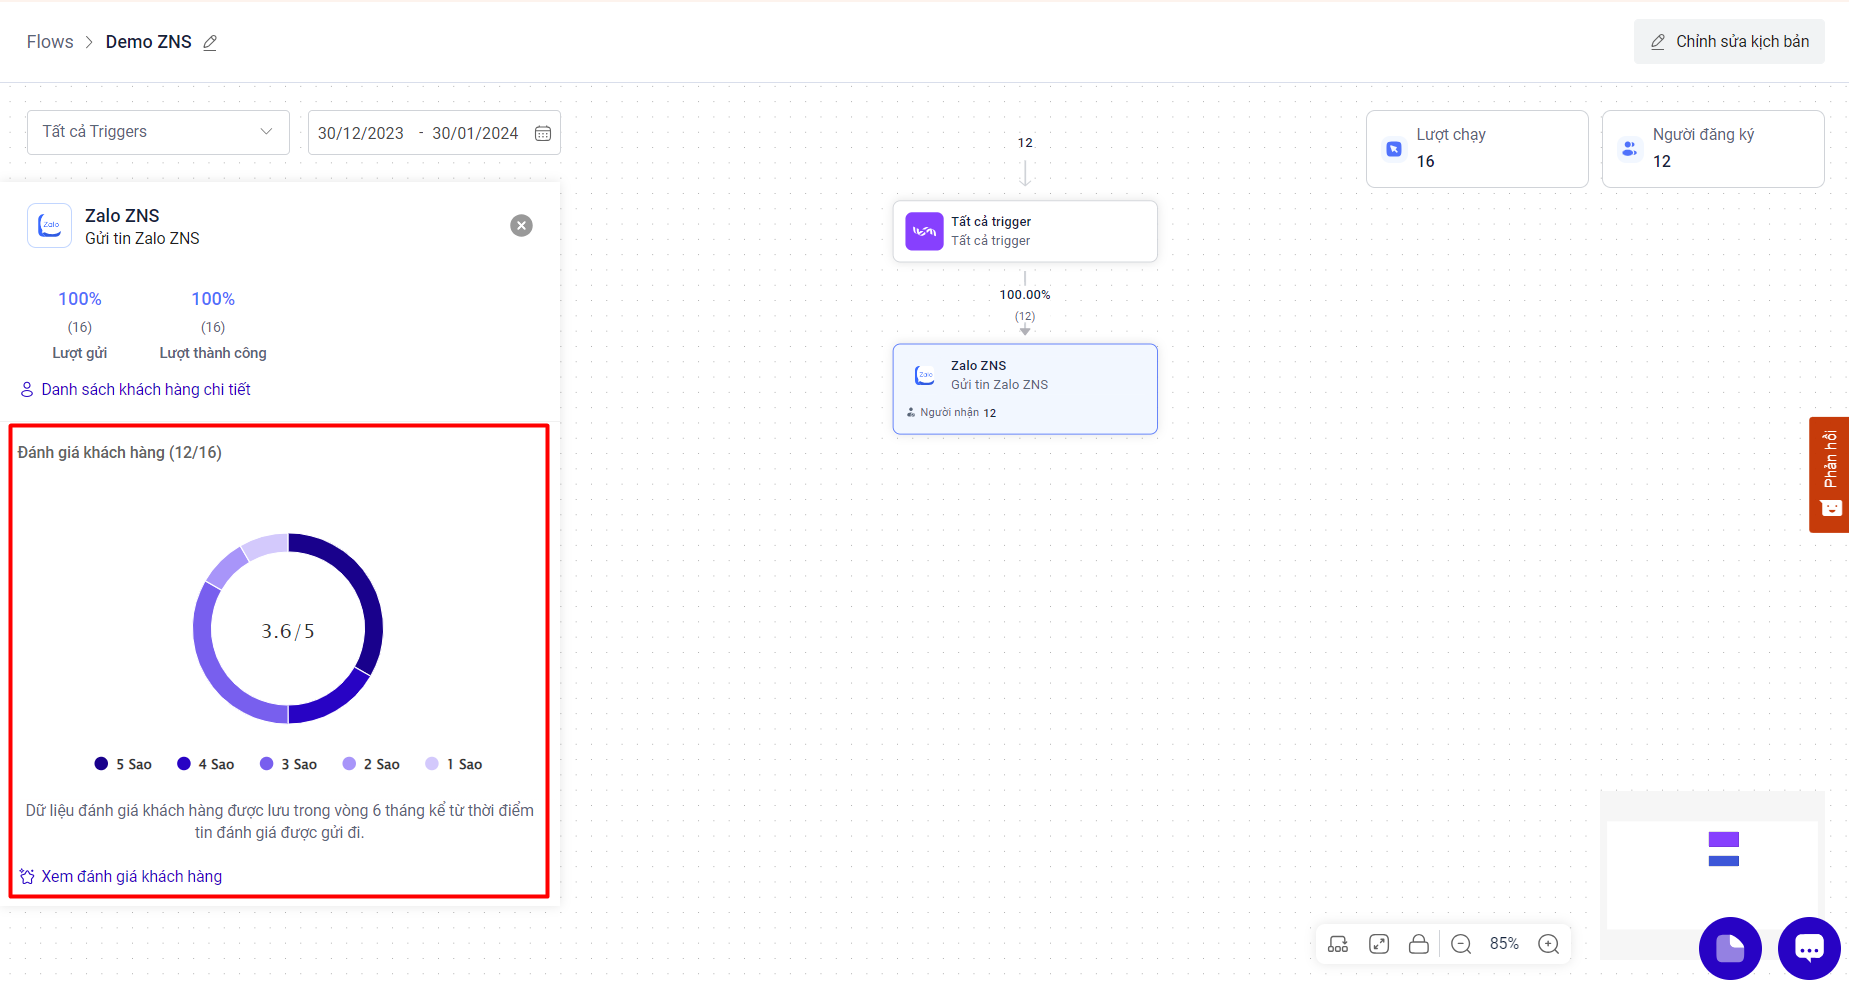 Flows > Demo ZNS
Chỉnh sửa kịch bản
Tất cả Triggers
30/12/2023 - 30/01/2024
Zalo ZNS
Gửi tin Zalo ZNS
100%
(16)
Lượt gửi
100%
(16)
Lượt thành công
Danh sách khách hàng chi tiết
Đánh giá khách hàng (12/16)
3.6/5
5 Sao
4 Sao
3 Sao
2 Sao
1 Sao
Dữ liệu đánh giá khách hàng được lưu trong vòng 6 tháng kể từ thời điểm
tin đánh giá được gửi đi.
Xem đánh giá khách hàng
12
Tất cả trigger
Tất cả trigger
100.00%
(12)
Zalo
Zalo ZNS
Gửi tin Zalo ZNS
Người nhận 12
Lượt chạy
16
Người đăng ký
12
Phản hồi
85%